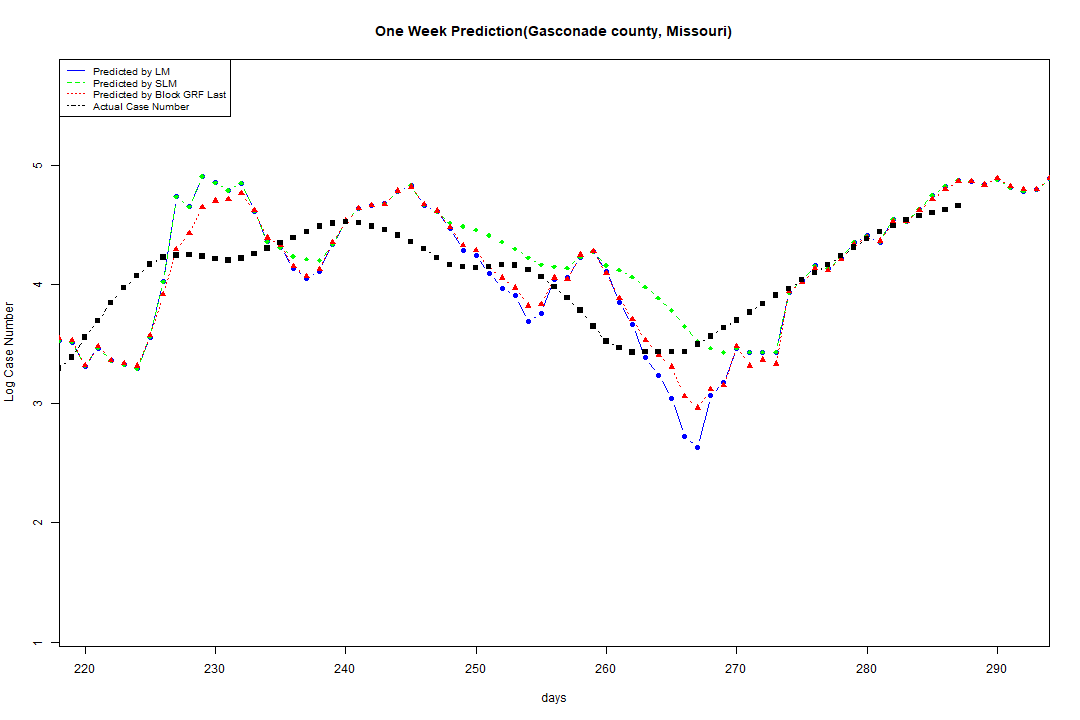 One Week Prediction(Gasconade county, Missouri)
Predicted by LM
Predicted by SLM
Predicted by Block GRF Last
Actual Case Number
5
4
3
2
1
Log Case Number
220 230 240 250 260 270 280 290
days